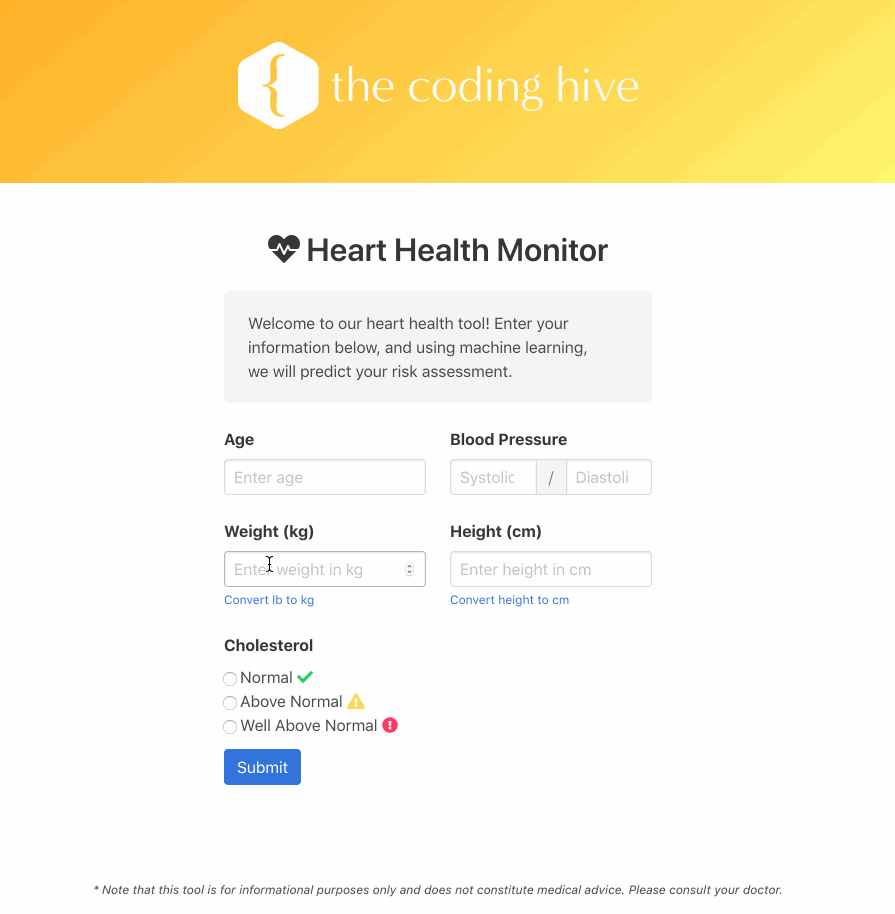 { the coding hive
Heart Health Monitor
Welcome to our heart health tool! Enter your
information below, and using machine learning,
we will predict your risk assessment.
Age
Blood Pressure
Enter age
Systolic / Diastoli
Weight (kg)
Height (cm)
Enter weight in kg
Enter height in cm
Convert lb to kg
Convert height to cm
Cholesterol
Normal
Above Normal
Well Above Normal
Submit
* Note that this tool is for informational purposes only and does not constitute medical advice. Please consult your doctor.